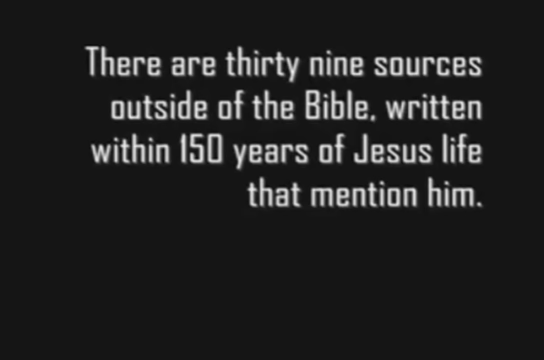 There are thirty nine sources
outside of the Bible, written
within 150 years of Jesus life
that mention him.